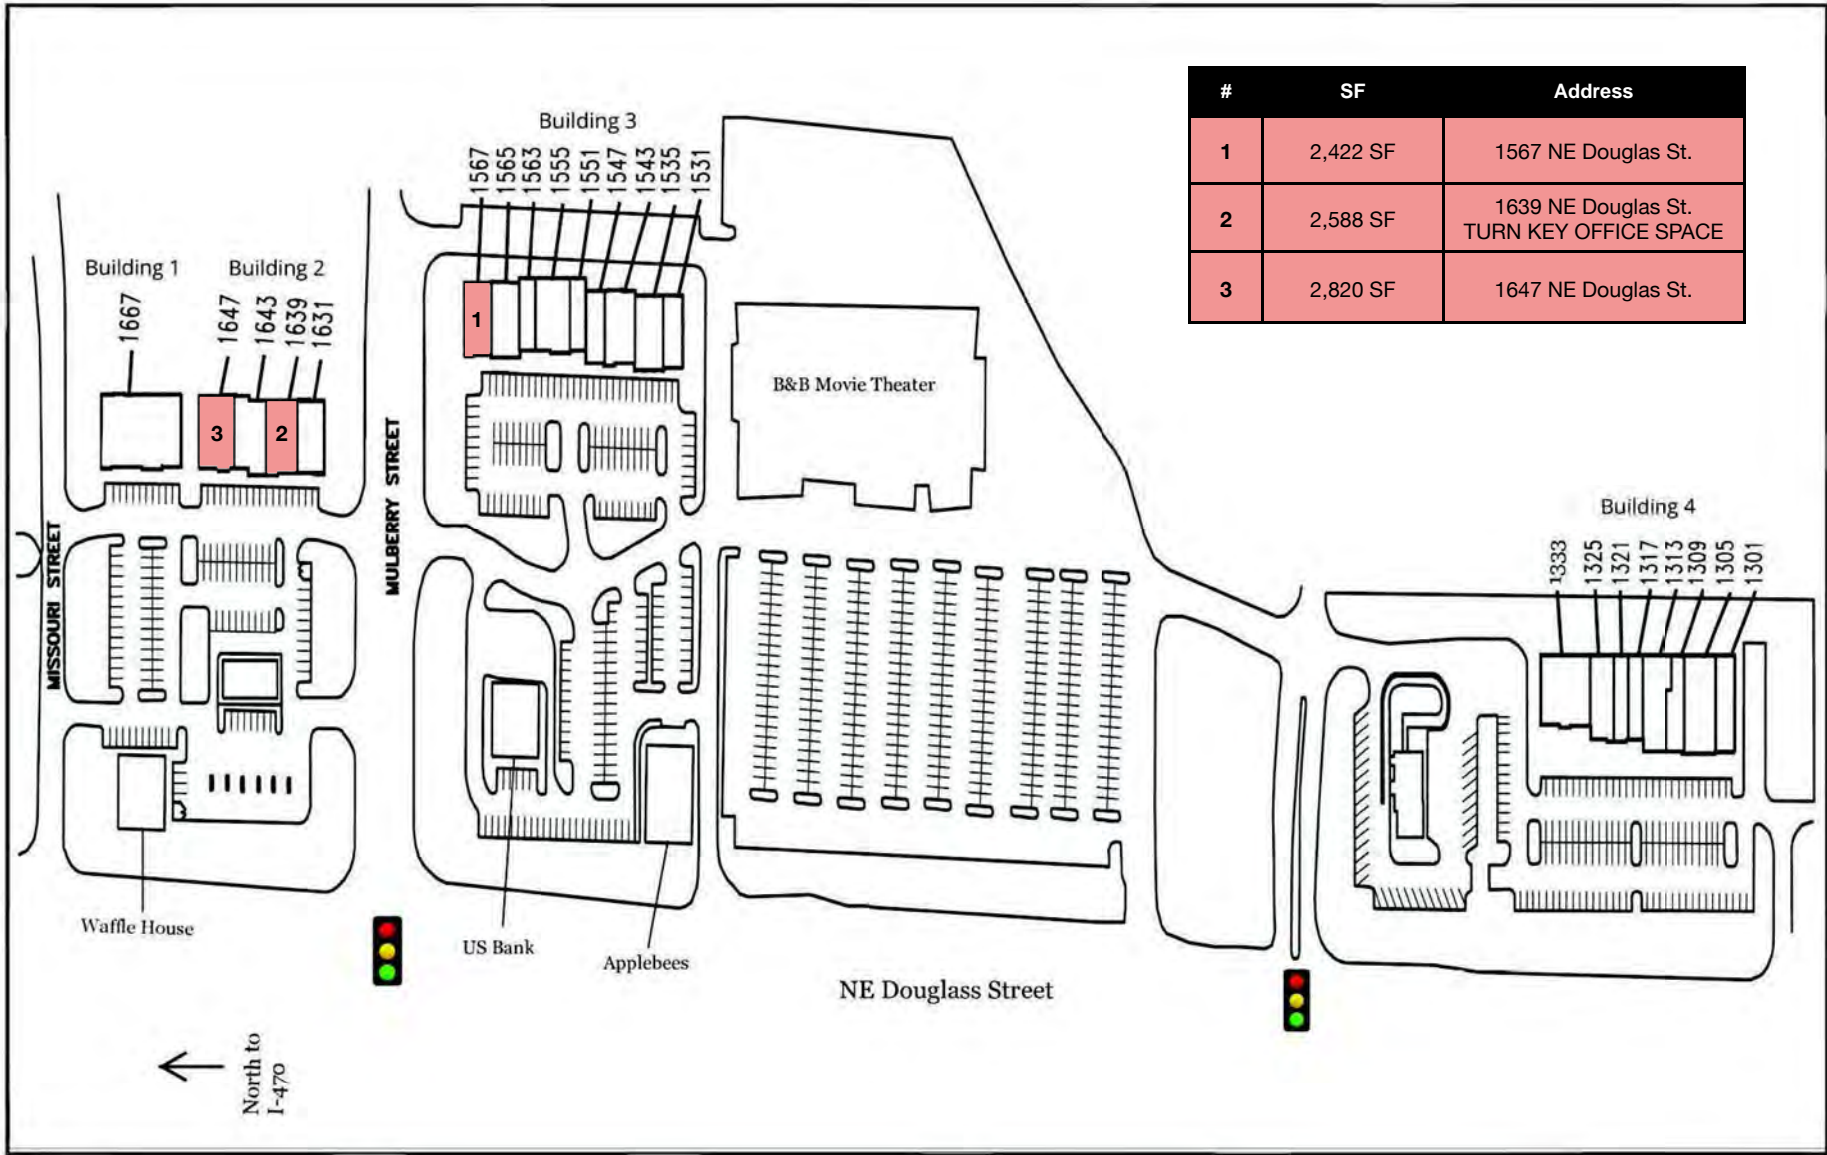 # SF Address
1 2,422 SF 1567 NE Douglas St.
2 2,588 SF 1639 NE Douglas St.
TURN KEY OFFICE SPACE
3 2,820 SF 1647 NE Douglas St.
Building 3
1567
1565
1563
1555
1551
1547
1543
1535
1531
Building 1
1667
Building 2
1647
1643
1639
1631
1
3
2
B&B Movie Theater
MISSOURI STREET
MULBERRY STREET
Building 4
1333
1325
1321
1317
1313
1309
1305
1301
Waffle House
US Bank
Applebees
NE Douglass Street
North to
I-470